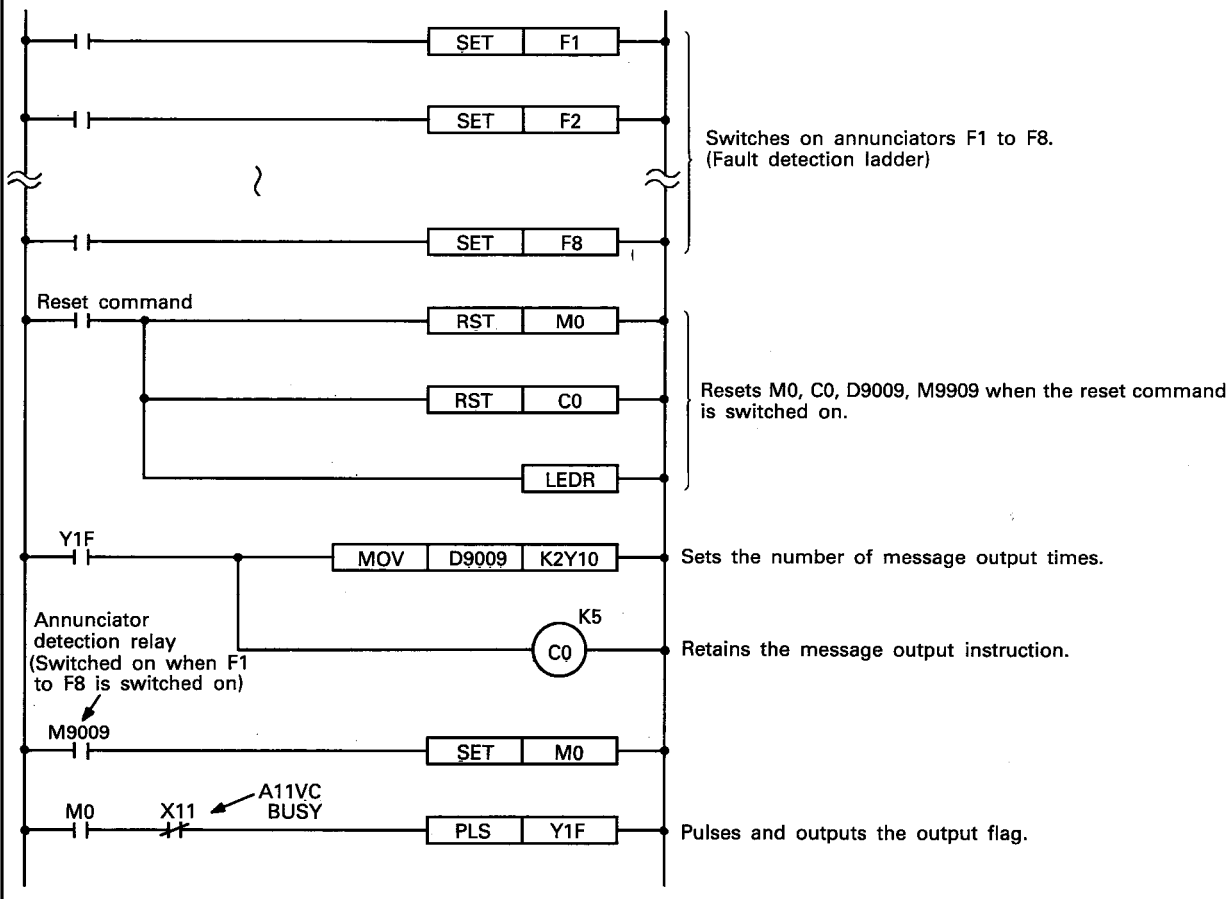 SET F1
SET F2
Switches on annunciators F1 to F8.
(Fault detection ladder)
SET F8
Reset command
RST M0
RST C0
Resets M0, C0, D9009, M9909 when the reset command
is switched on.
LEDR
Y1F
MOV D9009 K2Y10
Sets the number of message output times.
Annunciator
detection relay
(Switched on when F1
to F8 is switched on)
K5
C0
Retains the message output instruction.
M9009
SET M0
A11VC
BUSY
M0 X11
PLS Y1F
Pulses and outputs the output flag.